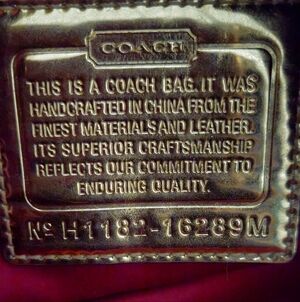 COACH
THIS IS A COACH BAG. IT WAS
HANDCRAFTED IN CHINA FROM THE
FINEST MATERIALS AND LEATHER.
ITS SUPERIOR CRAFTSMANSHIP
REFLECTS OUR COMMITMENT TO
ENDURING QUALITY.
Nº H1182-16289M